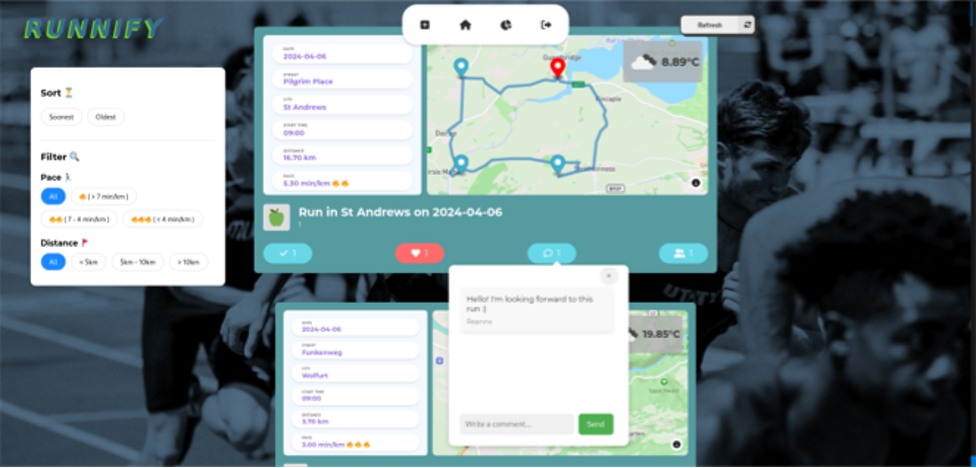 RUNNIFY
Refresh
Sort
Soonest
Oldest
Filter
Pace
All
( > 7 min/km )
( 7 - 4 min/km )
( < 4 min/km )
Distance
All
< 5km
5km - 10km
> 10km
DATE
2024-04-06
STREET
Pilgrim Place
CITY
St Andrews
START TIME
09:00
DISTANCE
16.70 km
PACE
5.30 min/km
8.89°C
B9131
Run in St Andrews on 2024-04-06
1
1
1
1
1
×
Hello! I'm looking forward to this
run :)
Reanne
Write a comment...
Send
DATE
2024-04-06
STREET
Funkenweg
CITY
Wolfurt
START TIME
09:00
DISTANCE
3.70 km
PACE
3.00 min/km
19.85°C